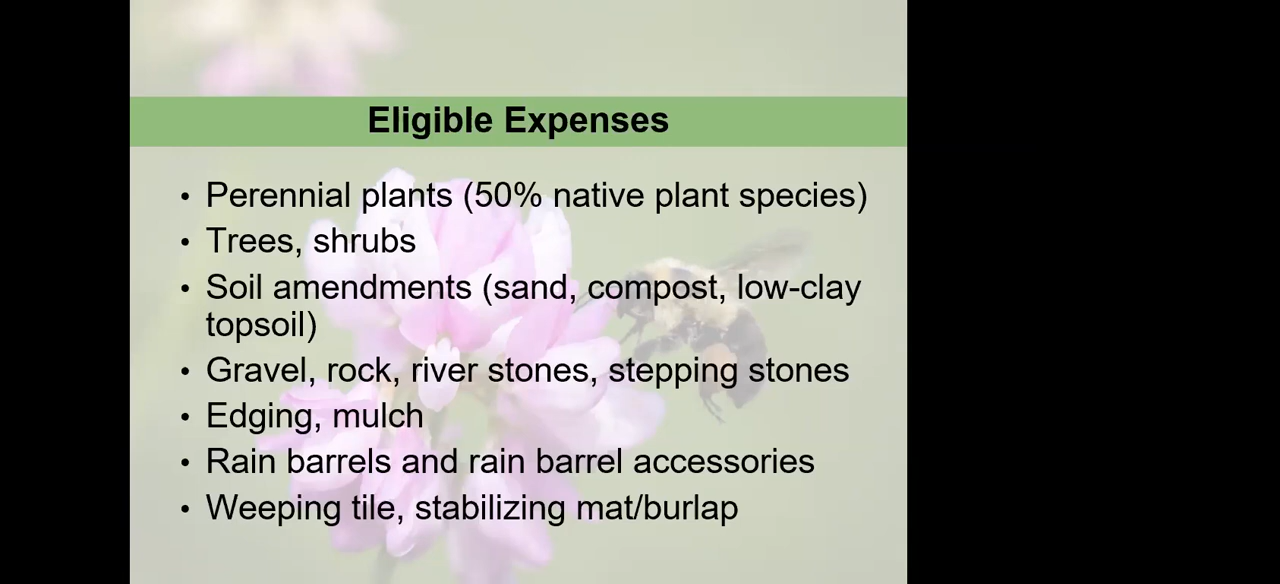 Eligible Expenses
• Perennial plants (50% native plant species)
• Trees, shrubs
• Soil amendments (sand, compost, low-clay
topsoil)
• Gravel, rock, river stones, stepping stones
• Edging, mulch
• Rain barrels and rain barrel accessories
• Weeping tile, stabilizing mat/burlap